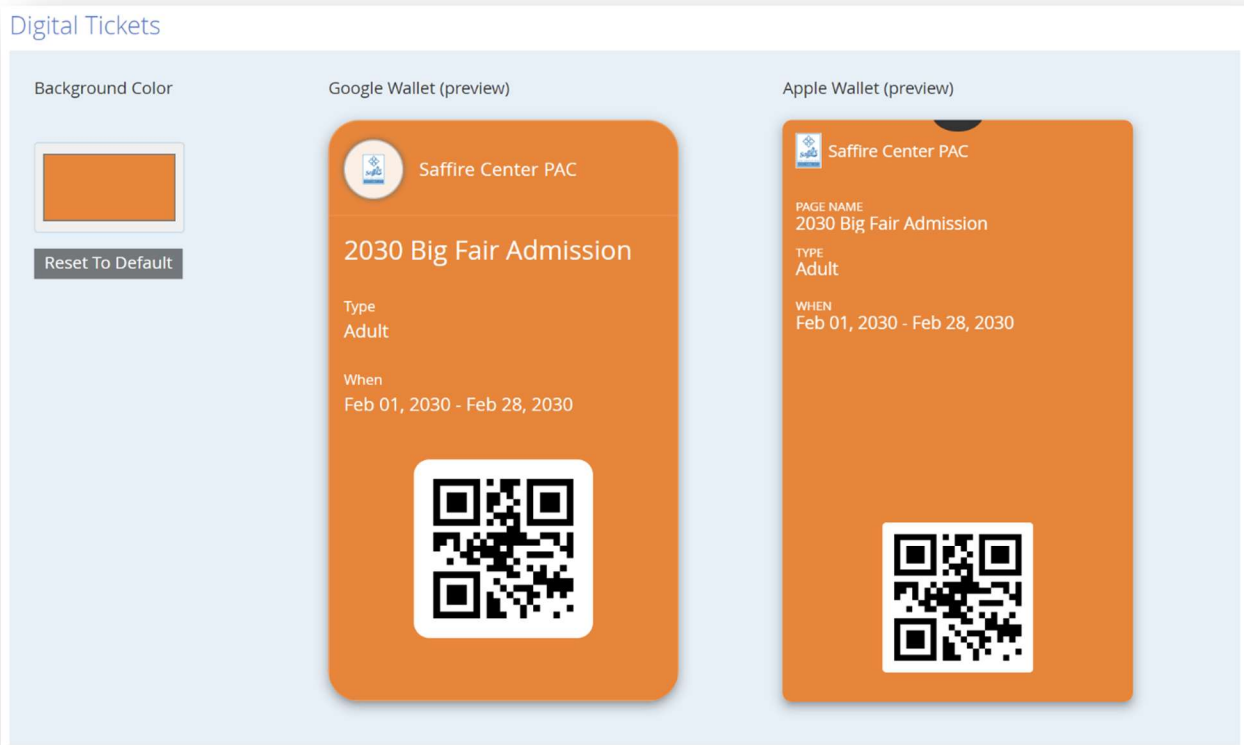 Digital Tickets
Background Color
Reset To Default
Google Wallet (preview)
Saffire Center PAC
2030 Big Fair Admission
Type
Adult
When
Feb 01, 2030 - Feb 28, 2030
Apple Wallet (preview)
Saffire Center PAC
PAGE NAME
2030 Big Fair Admission
TYPE
Adult
WHEN
Feb 01, 2030 - Feb 28, 2030